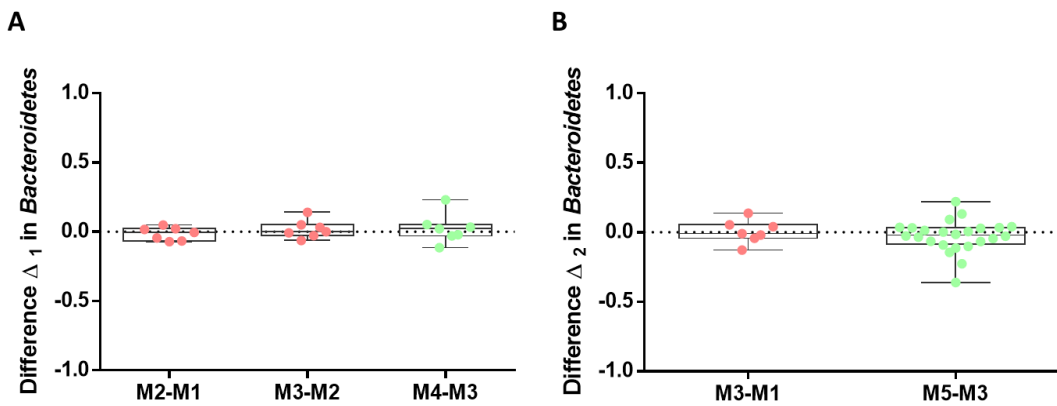 A
Difference Δ 1 in Bacteroidetes
1.0
0.5
0.0
-0.5
-1.0
M2-M1 M3-M2 M4-M3
B
Difference Δ 2 in Bacteroidetes
1.0
0.5
0.0
-0.5
-1.0
M3-M1 M5-M3